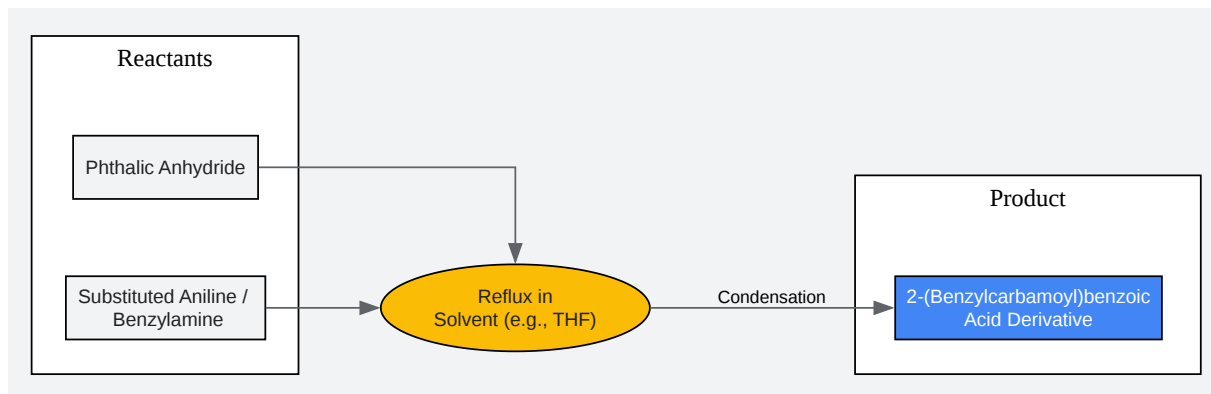 Reactants
Phthalic Anhydride
Substituted Aniline /
Benzylamine
Reflux in
Solvent (e.g., THF)
Condensation
Product
2-(Benzylcarbamoyl)benzoic
Acid Derivative